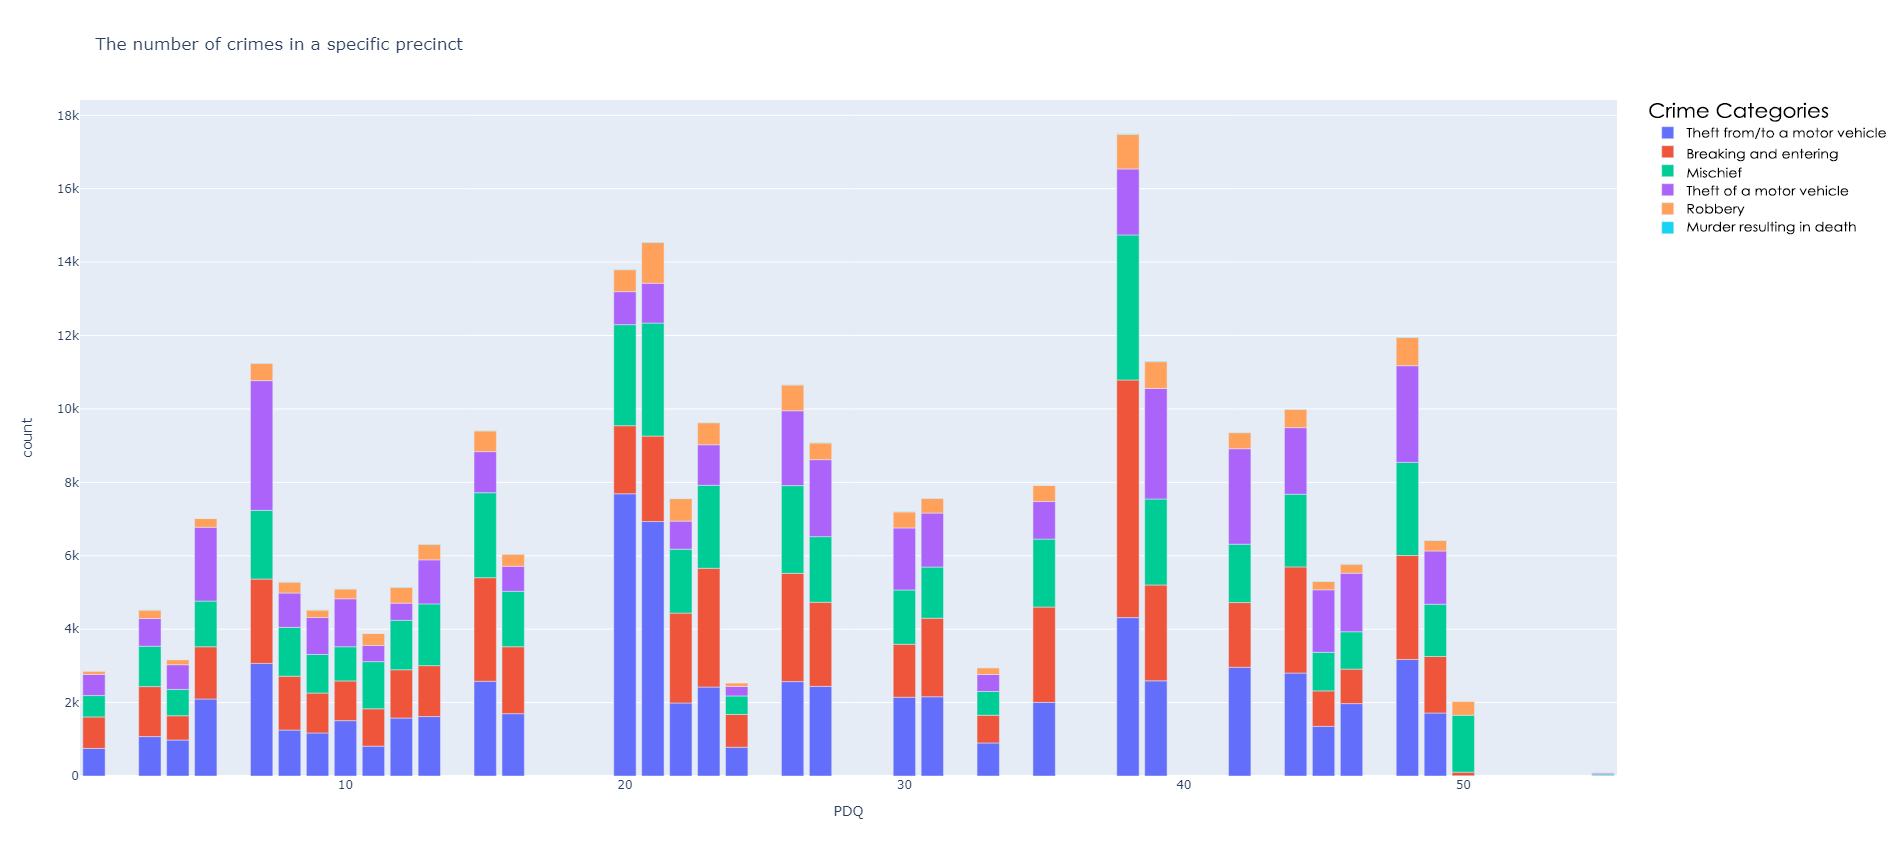 The number of crimes in a specific precinct
Crime Categories
Theft from/to a motor vehicle
Breaking and entering
Mischief
Theft of a motor vehicle
Robbery
Murder resulting in death
18k
16k
14k
12k
10k
8k
6k
4k
2k
0
count
10 20 30 40 50
PDQ